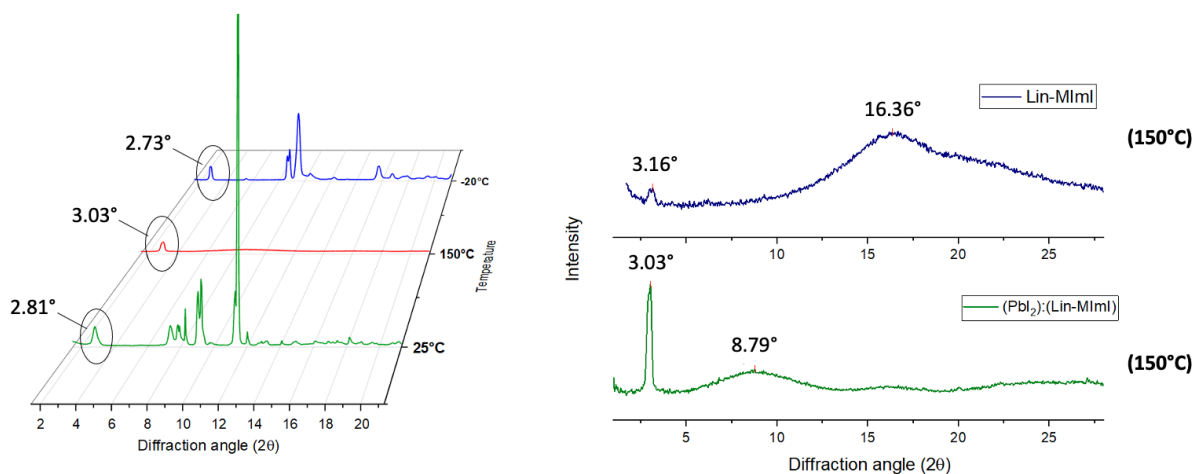 2.73°
3.03°
2.81°
-20°C
150°C
25°C
Temperature
2 4 6 8 10 12 14 16 18 20
Diffraction angle (2θ)
Lin-MImI
16.36°
(150°C)
3.16°
5 10 15 20 25
Intensity
3.03°
(PbI₂):(Lin-MImI)
8.79°
(150°C)
5 10 15 20 25
Diffraction angle (2θ)